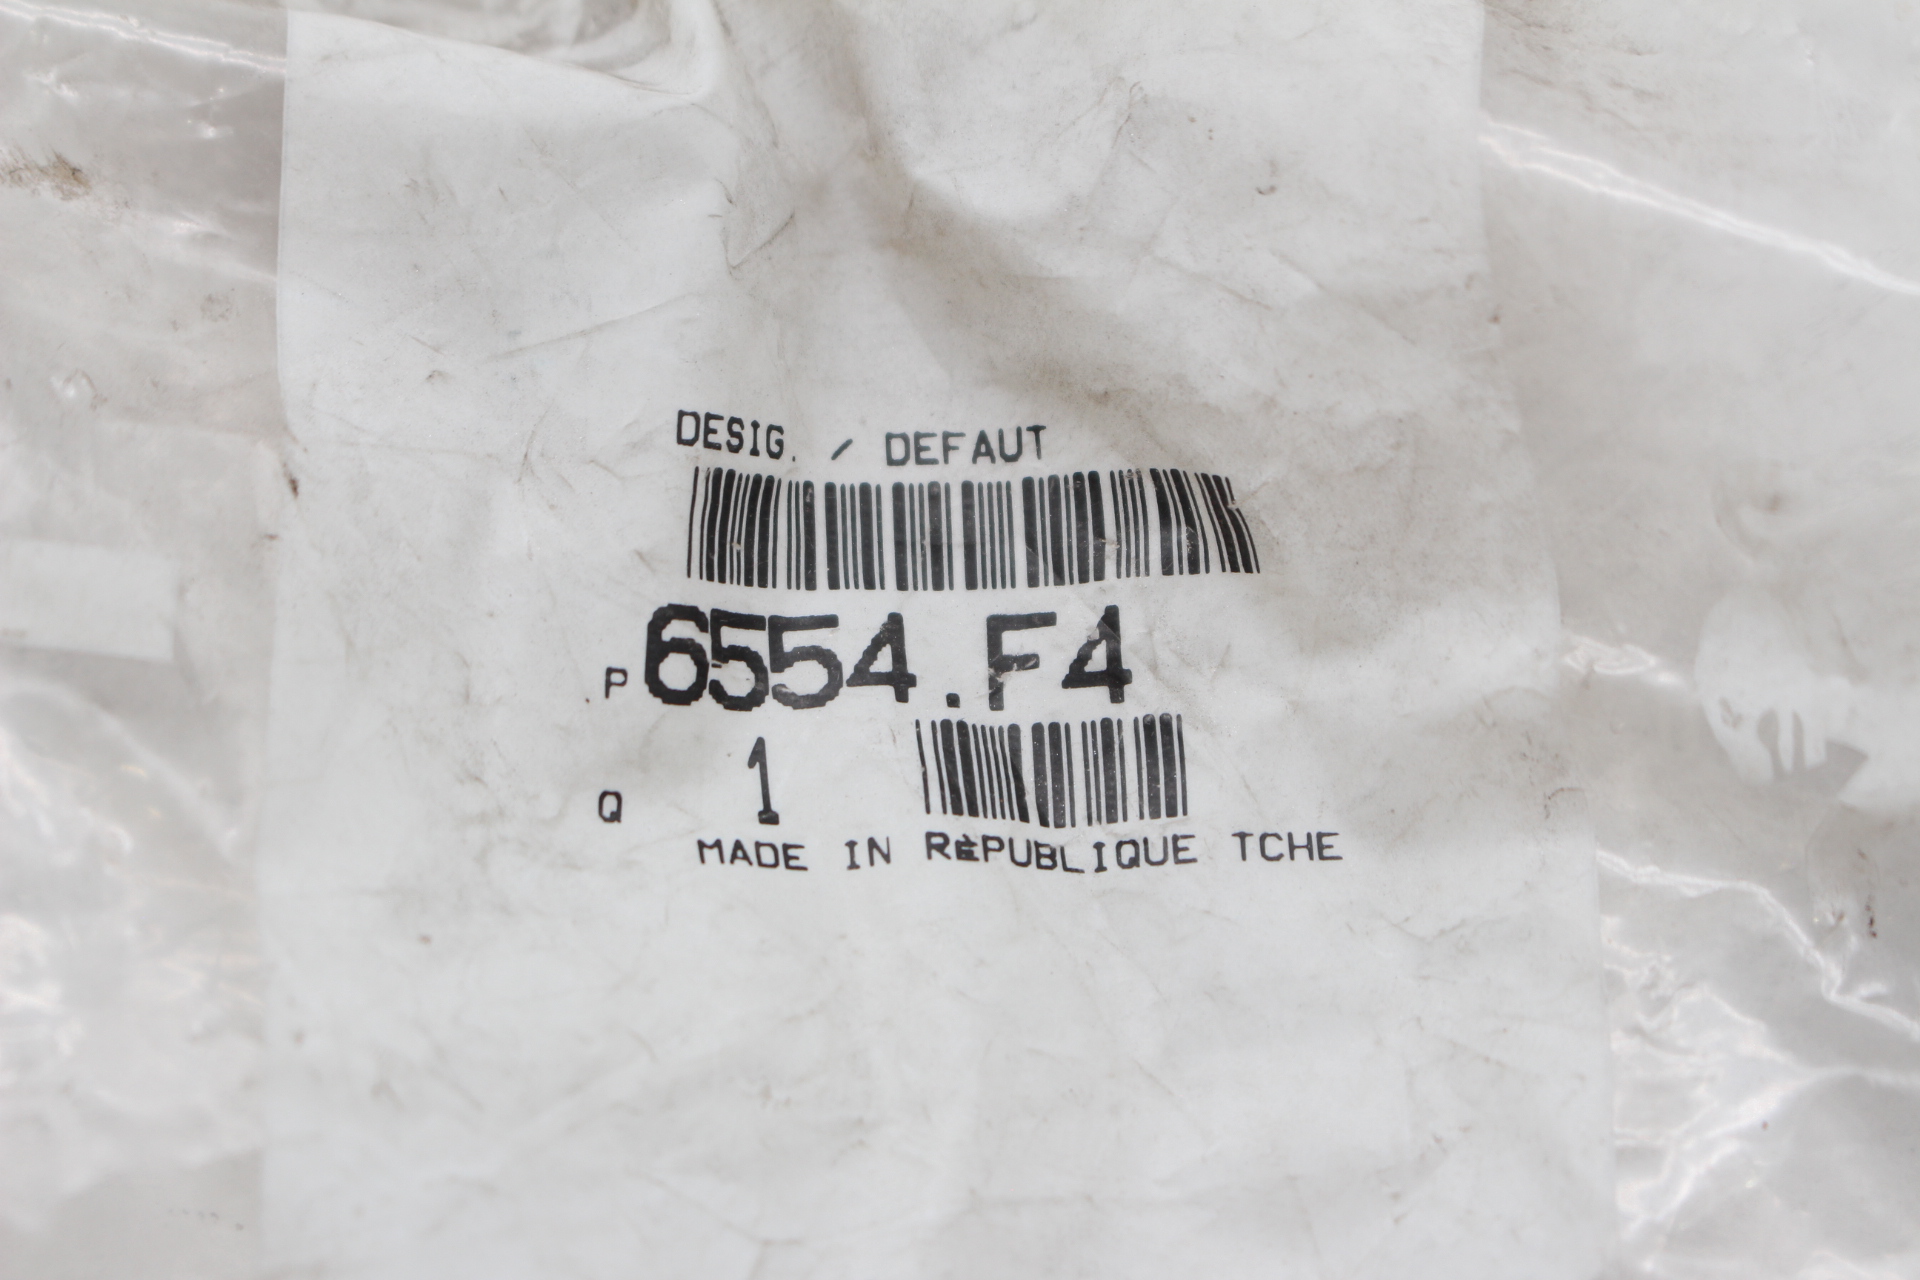 DESIG. / DEFAUT
P 6554.F4
Q 1
MADE IN RèPUBLIQUE TCHE